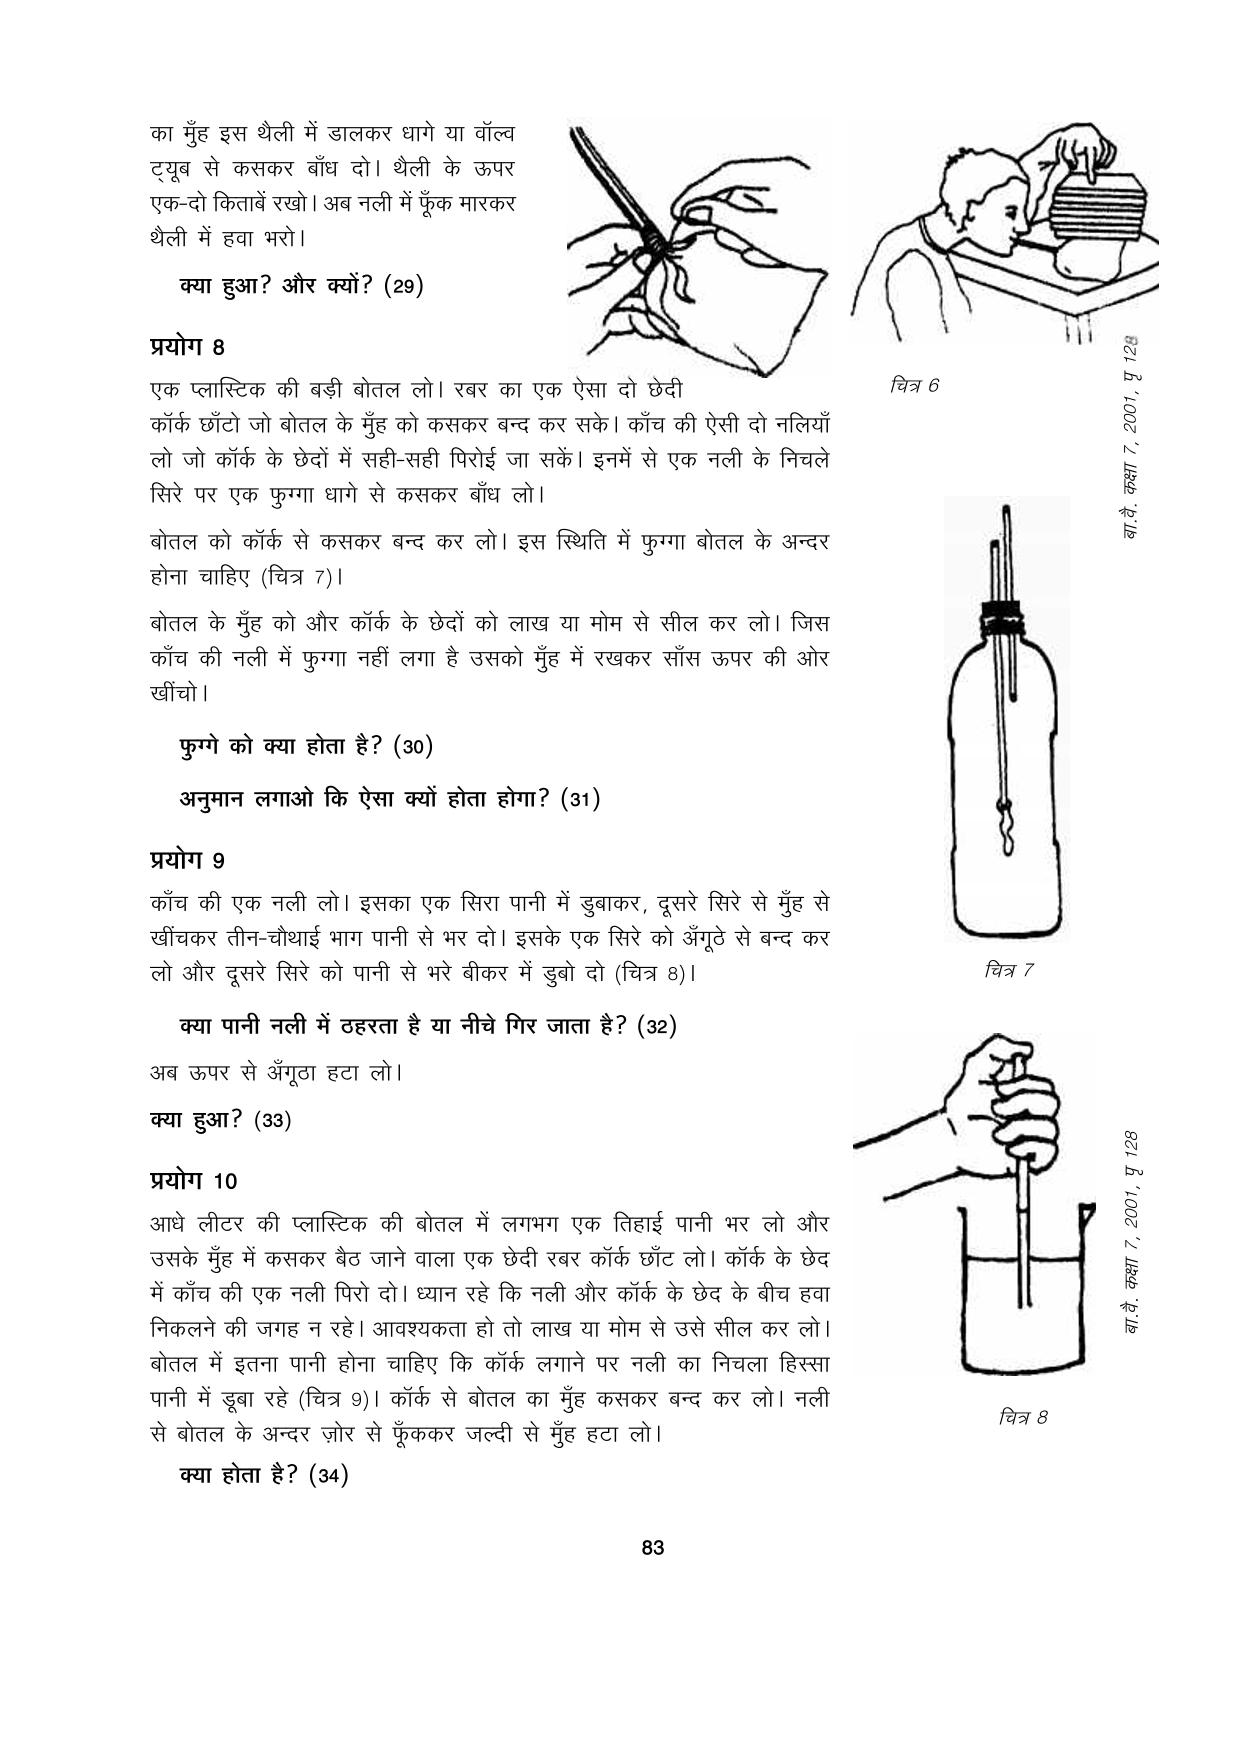 का मुँह इस थैली में डालकर धागे या वॉल्व
ट्यूब से कसकर बाँध दो। थैली के ऊपर
एक-दो किताबें रखो। अब नली में फूँक मारकर
थैली में हवा भरो।
क्या हुआ? और क्यों? (29)
प्रयोग 8
एक प्लास्टिक की बड़ी बोतल लो। रबर का एक ऐसा दो छेदी
कॉर्क छाँटो जो बोतल के मुँह को कसकर बन्द कर सके। काँच की ऐसी दो नलियाँ
लो जो कॉर्क के छेदों में सही-सही पिरोई जा सकें। इनमें से एक नली के निचले
सिरे पर एक फुग्गा धागे से कसकर बाँध लो।
बोतल को कॉर्क से कसकर बन्द कर लो। इस स्थिति में फुग्गा बोतल के अन्दर
होना चाहिए (चित्र 7)।
बोतल के मुँह को और कॉर्क के छेदों को लाख या मोम से सील कर लो। जिस
काँच की नली में फुग्गा नहीं लगा है उसको मुँह में रखकर साँस ऊपर की ओर
खींचो।
फुग्गे को क्या होता है? (30)
अनुमान लगाओ कि ऐसा क्यों होता होगा? (31)
प्रयोग 9
काँच की एक नली लो। इसका एक सिरा पानी में डुबाकर, दूसरे सिरे से मुँह से
खींचकर तीन-चौथाई भाग पानी से भर दो। इसके एक सिरे को अँगूठे से बन्द कर
लो और दूसरे सिरे को पानी से भरे बीकर में डुबो दो (चित्र 8)।
क्या पानी नली में ठहरता है या नीचे गिर जाता है? (32)
अब ऊपर से अँगूठा हटा लो।
क्या हुआ? (33)
प्रयोग 10
आधे लीटर की प्लास्टिक की बोतल में लगभग एक तिहाई पानी भर लो और
उसके मुँह में कसकर बैठ जाने वाला एक छेदी रबर कॉर्क छाँट लो। कॉर्क के छेद
में काँच की एक नली पिरो दो। ध्यान रहे कि नली और कॉर्क के छेद के बीच हवा
निकलने की जगह न रहे। आवश्यकता हो तो लाख या मोम से उसे सील कर लो।
बोतल में इतना पानी होना चाहिए कि कॉर्क लगाने पर नली का निचला हिस्सा
पानी में डूबा रहे (चित्र 9)। कॉर्क से बोतल का मुँह कसकर बन्द कर लो। नली
से बोतल के अन्दर ज़ोर से फूँककर जल्दी से मुँह हटा लो।
क्या होता है? (34)
चित्र 6
बा.वै. कक्षा 7, 2001, पृ 128
चित्र 7
बा.वै. कक्षा 7, 2001, पृ 128
चित्र 8
83